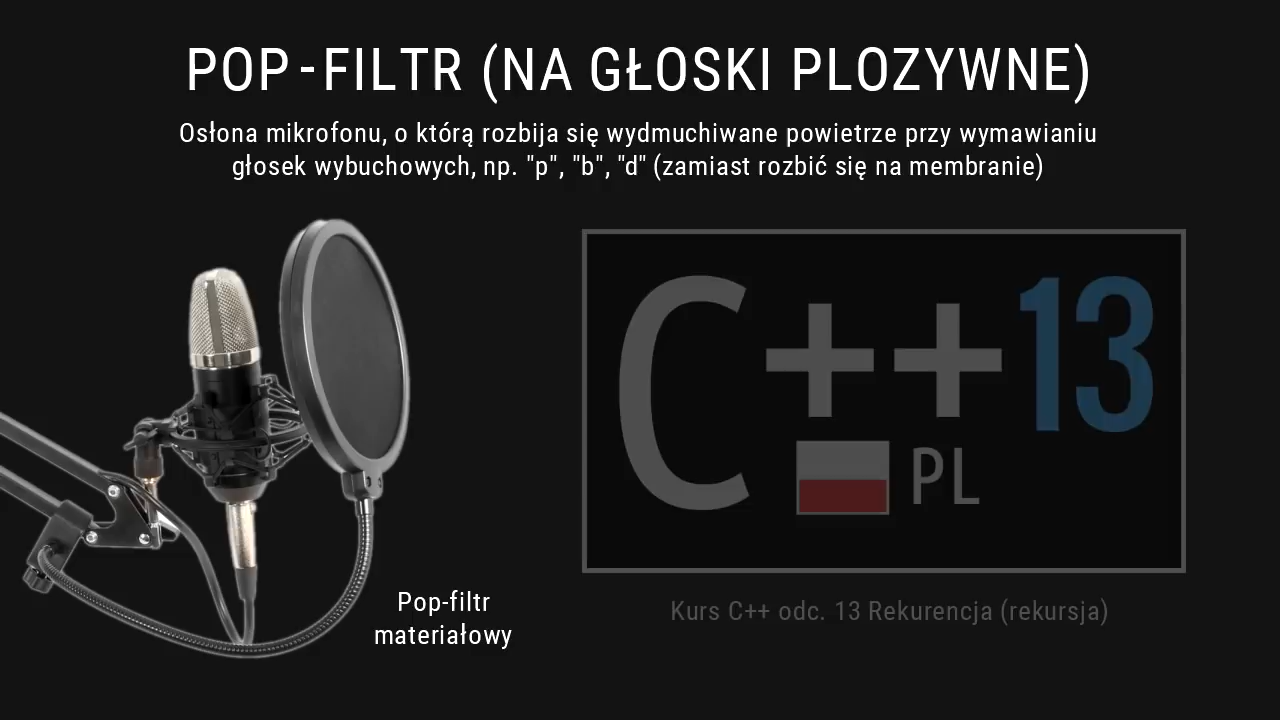 POP-FILTR (NA GŁOSKI PLOZYWNE)
Osłona mikrofonu, o którą rozbija się wydmuchiwane powietrze przy wymawianiu
głosek wybuchowych, np. "p", "b", "d" (zamiast rozbić się na membranie)
C++13
PL
Pop-filtr
materiałowy
Kurs C++ odc. 13 Rekurencja (rekursja)